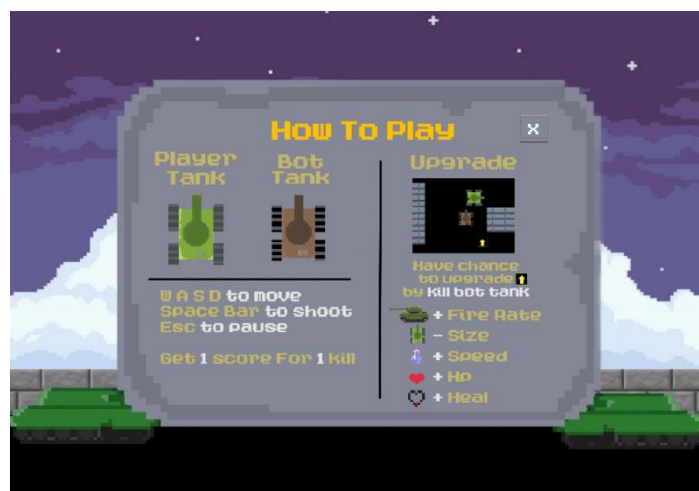 How To Play
X
Player
Tank
Bot
Tank
W A S D to move
Space Bar to shoot
Esc to pause
Get 1 score For 1 kill
Upgrade
Have chance
to upgrade
by kill bot tank
+ Fire Rate
- Size
+ Speed
+ Hp
+ Heal